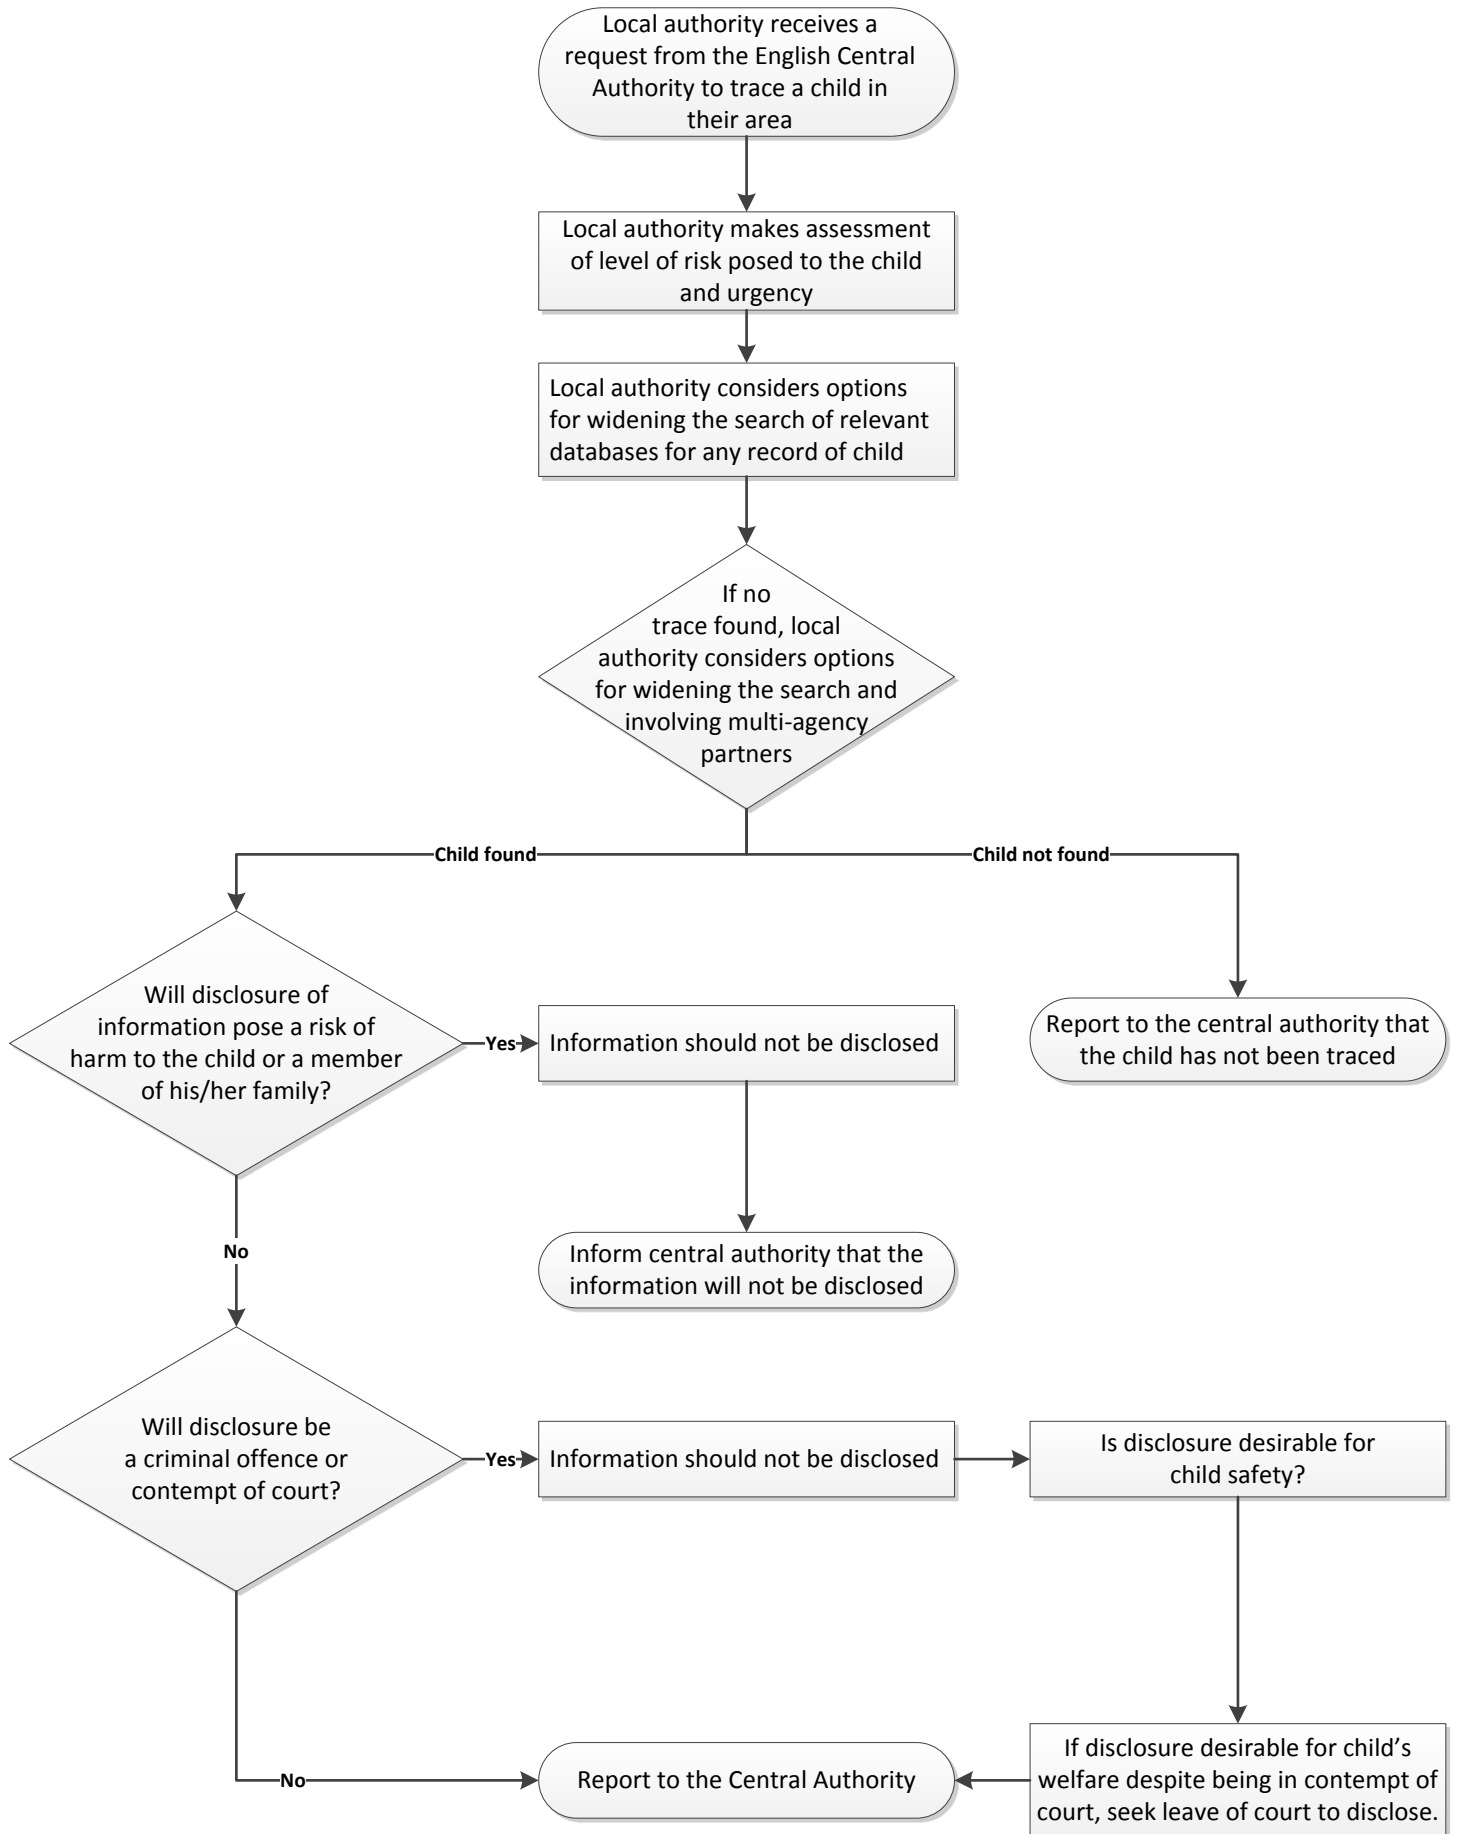 Local authority receives a
request from the English Central
Authority to trace a child in
their area
Local authority makes assessment
of level of risk posed to the child
and urgency
Local authority considers options
for widening the search of relevant
databases for any record of child
If no
trace found, local
authority considers options
for widening the search and
involving multi-agency
partners
Child found
Child not found
Will disclosure of
information pose a risk of
harm to the child or a member
of his/her family?
Yes
Information should not be disclosed
Report to the central authority that
the child has not been traced
No
Inform central authority that the
information will not be disclosed
Will disclosure be
a criminal offence or
contempt of court?
Yes
Information should not be disclosed
Is disclosure desirable for
child safety?
No
Report to the Central Authority
If disclosure desirable for child’s
welfare despite being in contempt of
court, seek leave of court to disclose.